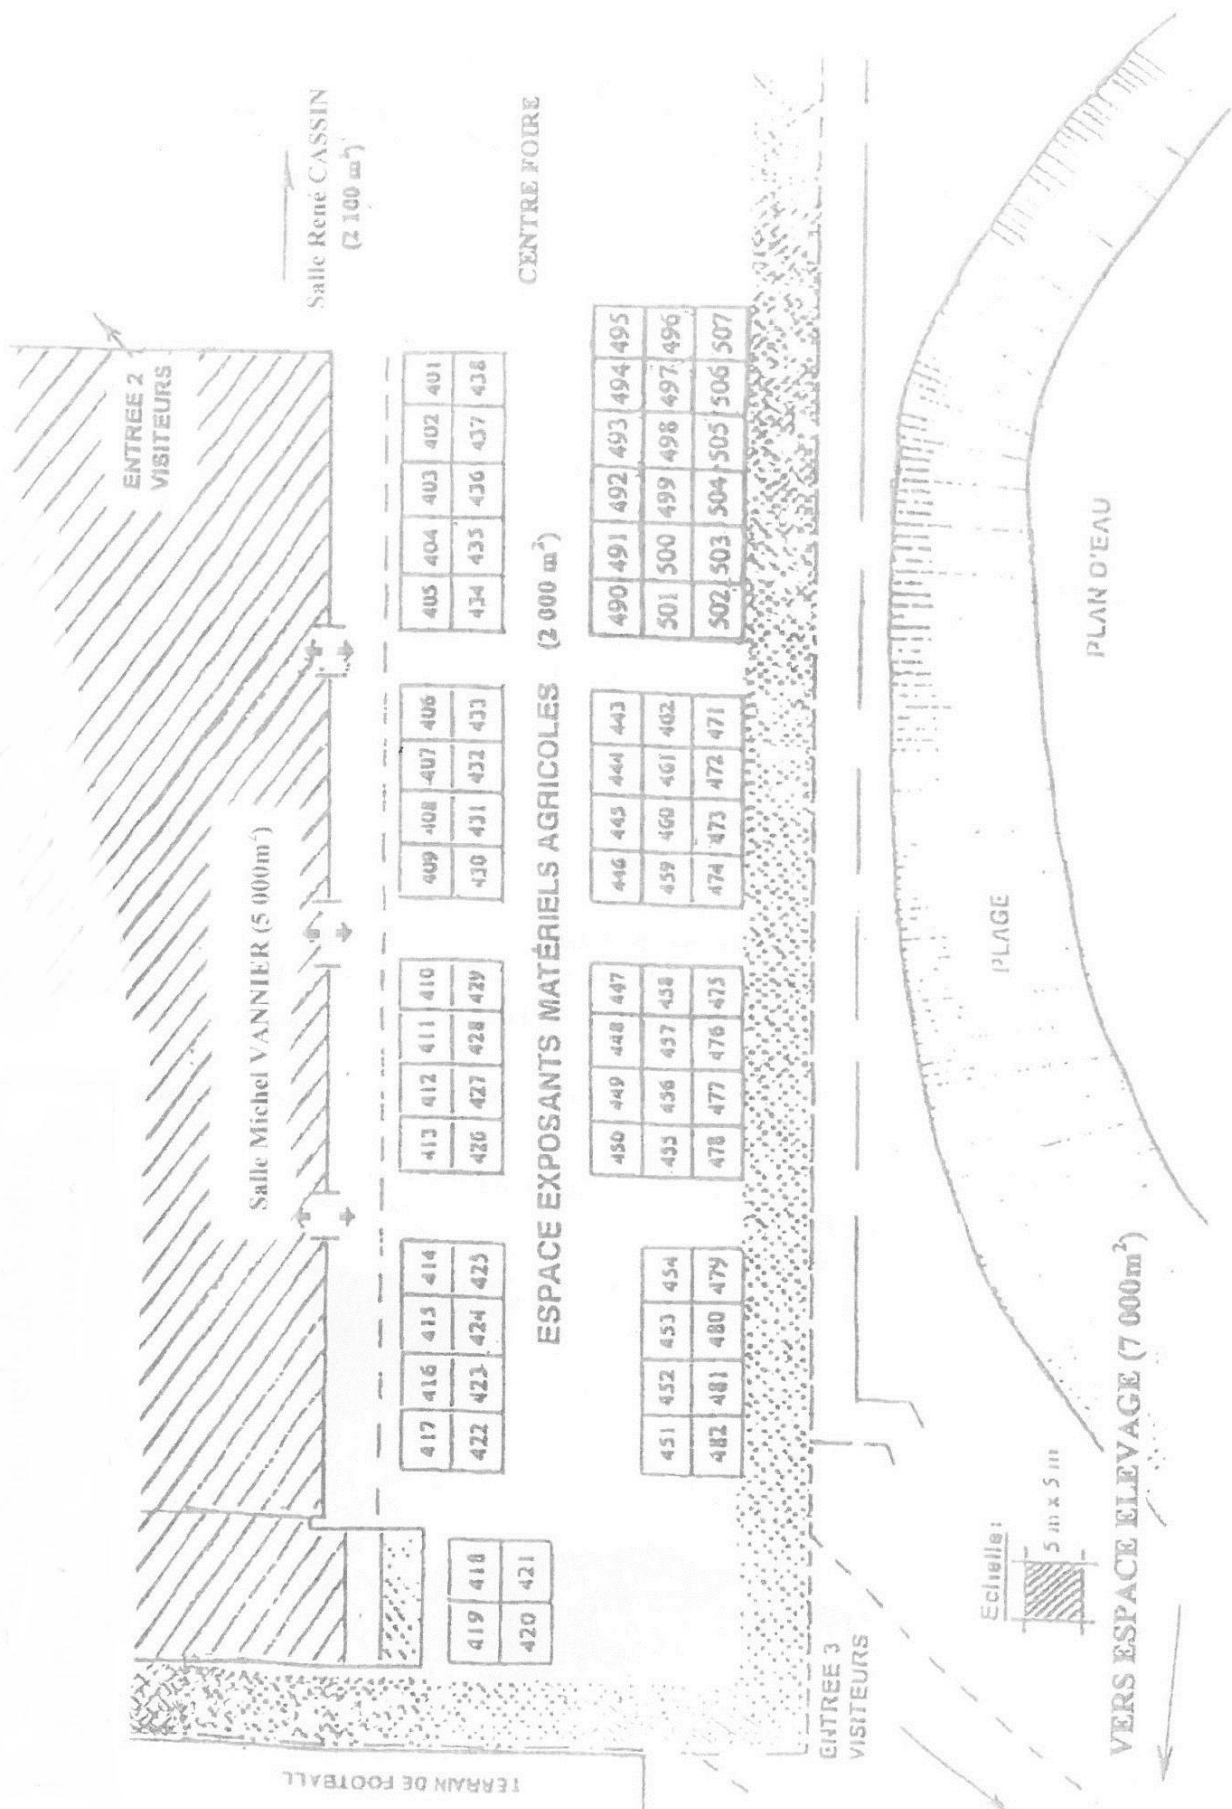 ENTREE 2
VISITEURS
Salle Michel VANNIER (5 000m²)
Salle René CASSIN
(2 100 m²)
TERRAIN DE FOOTBALL
417 416 415 414 413 412 411 410 409 408 407 406 405 404 403 402 401
422 423 424 425 426 427 428 429 430 431 432 433 434 435 436 437 438
419 418
420 421
CENTRE FOIRE
ESPACE EXPOSANTS MATÉRIELS AGRICOLES (2 000 m²)
450 449 448 447 446 445 444 443 490 491 492 493 494 495
451 452 453 454 455 456 457 458 459 460 461 462 501 500 499 498 497 496
482 481 480 479 478 477 476 475 474 473 472 471 502 503 504 505 506 507
ENTREE 3
VISITEURS
PLAGE
PLAN D'EAU
Echelle :
5 m x 5 m
VERS ESPACE ELEVAGE (7 000m²)